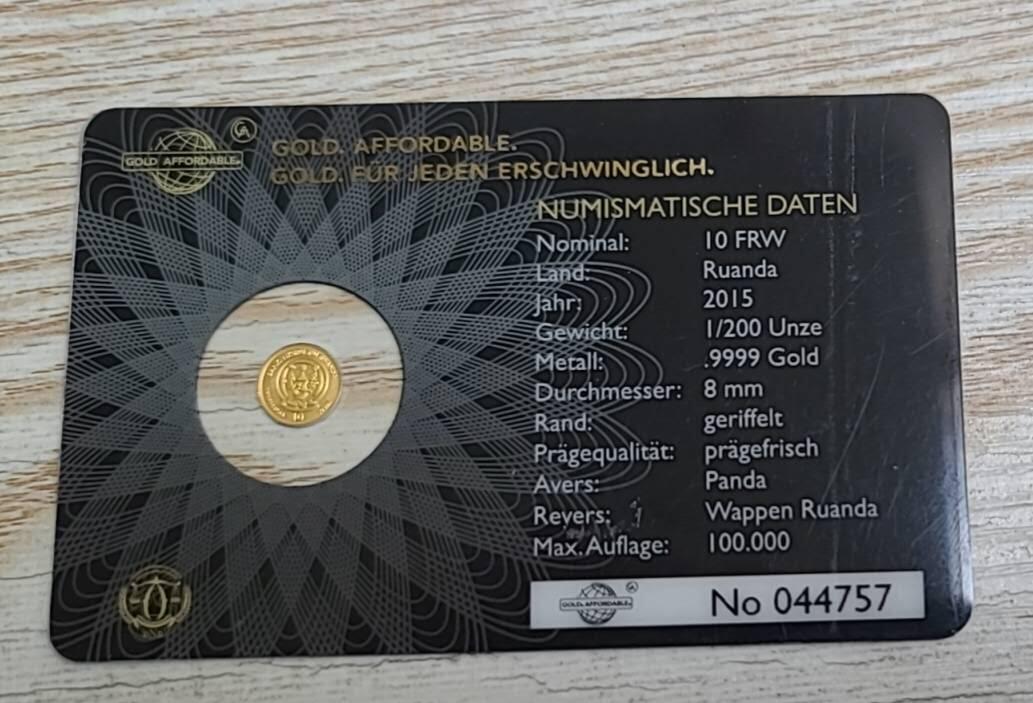 GOLD. AFFORDABLE.
GOLD AFFORDABLE.
GOLD. FÜR JEDEN ERSCHWINGLICH.
NUMISMATISCHE DATEN
Nominal: 10 FRW
Land: Ruanda
Jahr: 2015
Gewicht: 1/200 Unze
Metall: .9999 Gold
Durchmesser: 8 mm
Rand: geriffelt
Prägequalität: prägefrisch
Avers: Panda
Revers: Wappen Ruanda
Max. Auflage: 100.000
10
GOLD. AFFORDABLE.
No 044757